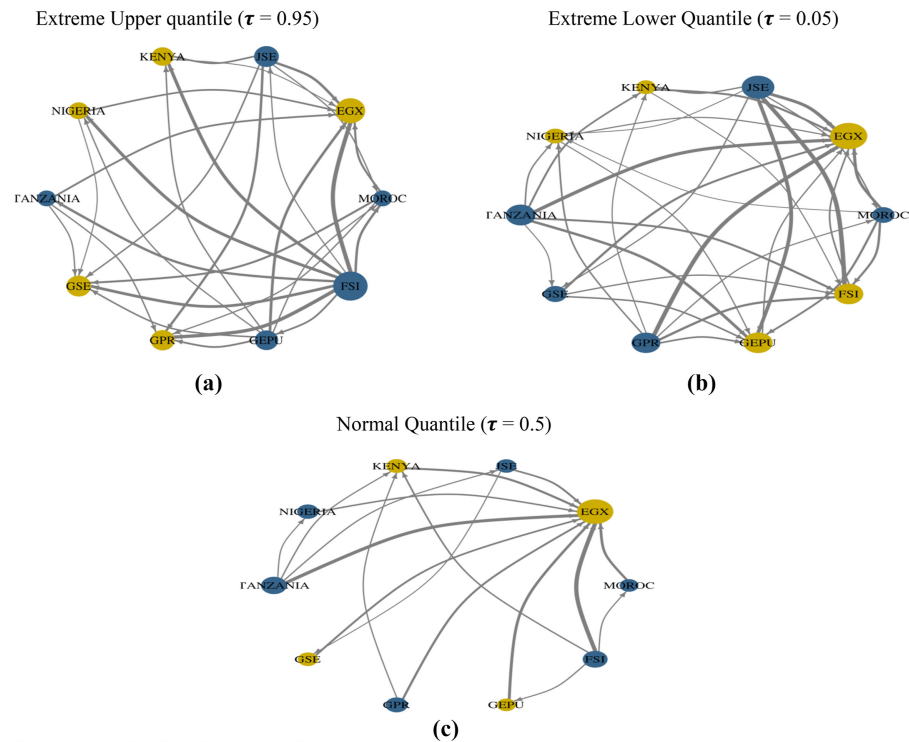 Extreme Upper quantile (τ = 0.95)
Extreme Lower Quantile (τ = 0.05)
KENYA
JSE
NIGERIA
EGX
TANZANIA
MOROC
GSE
FSI
GPR
GEPU
(a)
KENYA
JSE
NIGERIA
EGX
TANZANIA
MOROC
GSE
FSI
GPR
GEPU
(b)
Normal Quantile (τ = 0.5)
KENYA
JSE
NIGERIA
EGX
TANZANIA
MOROC
GSE
FSI
GPR
GEPU
(c)